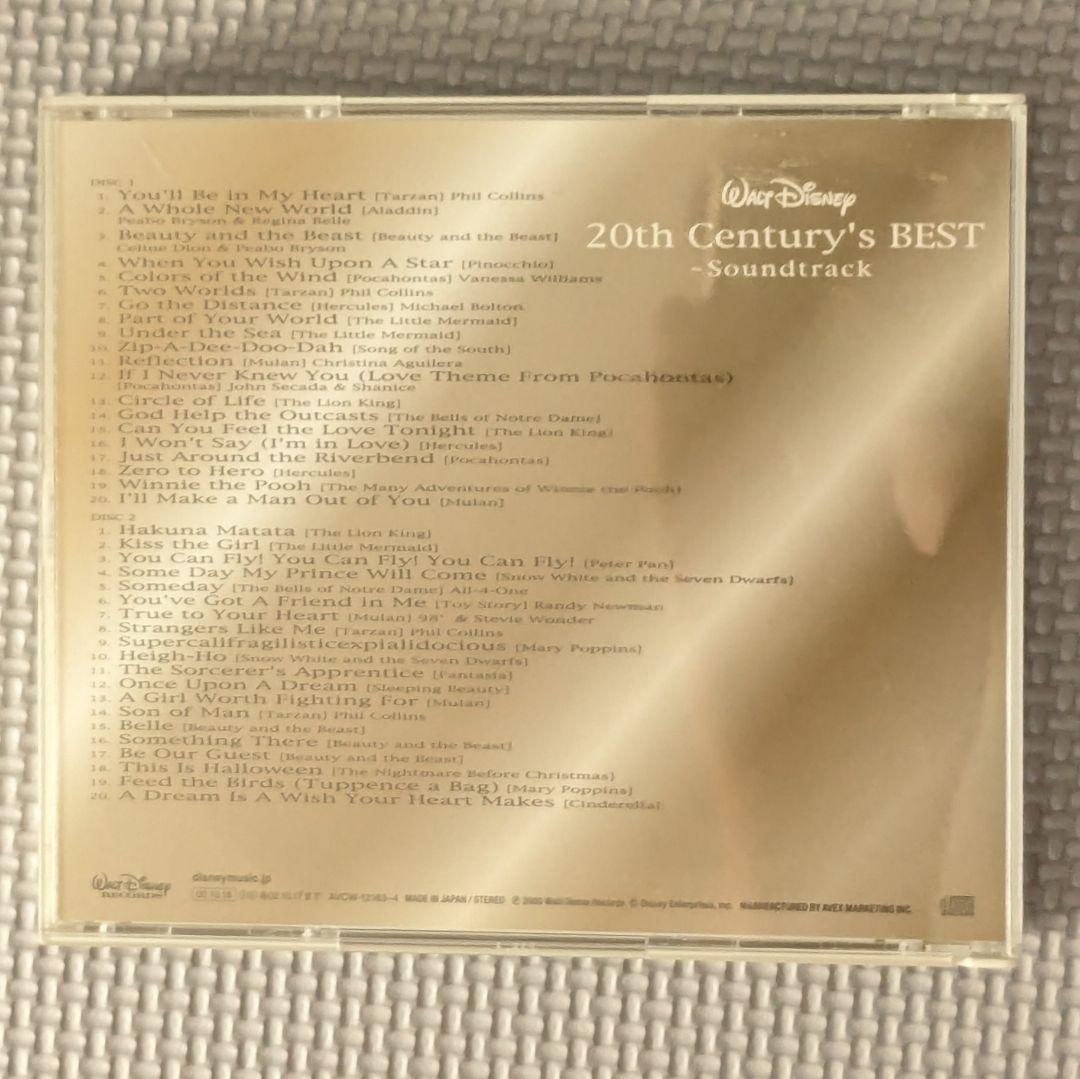 DISC 1
1. You'll Be in My Heart [Tarzan] Phil Collins
2. A Whole New World [Aladdin]
Peabo Bryson & Regina Belle
3. Beauty and the Beast [Beauty and the Beast]
Celine Dion & Peabo Bryson
4. When You Wish Upon A Star [Pinocchio]
5. Colors of the Wind [Pocahontas] Vanessa Williams
6. Two Worlds [Tarzan] Phil Collins
7. Go the Distance [Hercules] Michael Bolton
8. Part of Your World [The Little Mermaid]
9. Under the Sea [The Little Mermaid]
10. Zip-A-Dee-Doo-Dah [Song of the South]
11. Reflection [Mulan] Christina Aguilera
12. If I Never Knew You (Love Theme From Pocahontas)
[Pocahontas] John Secada & Shanice
13. Circle of Life [The Lion King]
14. God Help the Outcasts [The Bells of Notre Dame]
15. Can You Feel the Love Tonight [The Lion King]
16. I Won't Say (I'm in Love) [Hercules]
17. Just Around the Riverbend [Pocahontas]
18. Zero to Hero [Hercules]
19. Winnie the Pooh [The Many Adventures of Winnie the Pooh]
20. I'll Make a Man Out of You [Mulan]
DISC 2
1. Hakuna Matata [The Lion King]
2. Kiss the Girl [The Little Mermaid]
3. You Can Fly! You Can Fly! You Can Fly! [Peter Pan]
4. Some Day My Prince Will Come [Snow White and the Seven Dwarfs]
5. Someday [The Bells of Notre Dame] All-4-One
6. You've Got A Friend in Me [Toy Story] Randy Newman
7. True to Your Heart [Mulan] 98° & Stevie Wonder
8. Strangers Like Me [Tarzan] Phil Collins
9. Supercalifragilisticexpialidocious [Mary Poppins]
10. Heigh-Ho [Snow White and the Seven Dwarfs]
11. The Sorcerer's Apprentice [Fantasia]
12. Once Upon A Dream [Sleeping Beauty]
13. A Girl Worth Fighting For [Mulan]
14. Son of Man [Tarzan] Phil Collins
15. Belle [Beauty and the Beast]
16. Something There [Beauty and the Beast]
17. Be Our Guest [Beauty and the Beast]
18. This Is Halloween [The Nightmare Before Christmas]
19. Feed the Birds (Tuppence a Bag) [Mary Poppins]
20. A Dream Is A Wish Your Heart Makes [Cinderella]
WALT DISNEY
20th Century's BEST
~Soundtrack
WALT DISNEY
RECORDS
disneymusic.jp
MADE IN JAPAN / STEREO ℗ 2000 Walt Disney Records. © Disney Enterprises, Inc. MANUFACTURED BY AVEX MARKETING INC.